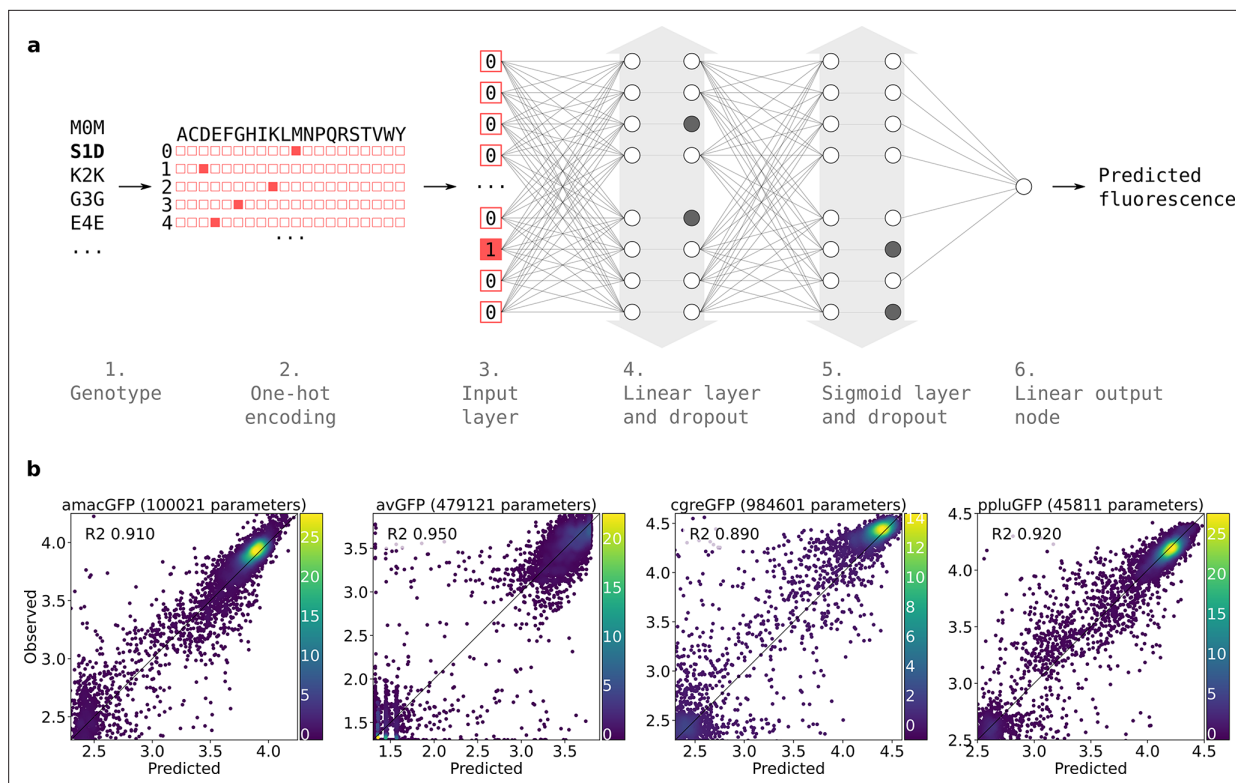 a
M0M
S1D
K2K
G3G
E4E
...
ACDEFGHIKLMNPQRSTVWY
0
1
2
3
4
...
0
0
0
0
...
0
1
0
0
Predicted
fluorescence
1.
Genotype
2.
One-hot
encoding
3.
Input
layer
4.
Linear layer
and dropout
5.
Sigmoid layer
and dropout
6.
Linear output
node
b
amacGFP (100021 parameters)
R2 0.910
Observed
4.0
3.5
3.0
2.5
2.5 3.0 3.5 4.0
Predicted
25
20
15
10
5
0
avGFP (479121 parameters)
R2 0.950
3.5
3.0
2.5
2.0
1.5
1.5 2.0 2.5 3.0 3.5
Predicted
20
15
10
5
0
cgreGFP (984601 parameters)
R2 0.890
4.5
4.0
3.5
3.0
2.5
2.5 3.0 3.5 4.0 4.5
Predicted
14
12
10
8
6
4
2
0
ppluGFP (45811 parameters)
R2 0.920
4.5
4.0
3.5
3.0
2.5
2.5 3.0 3.5 4.0 4.5
Predicted
25
20
15
10
5
0